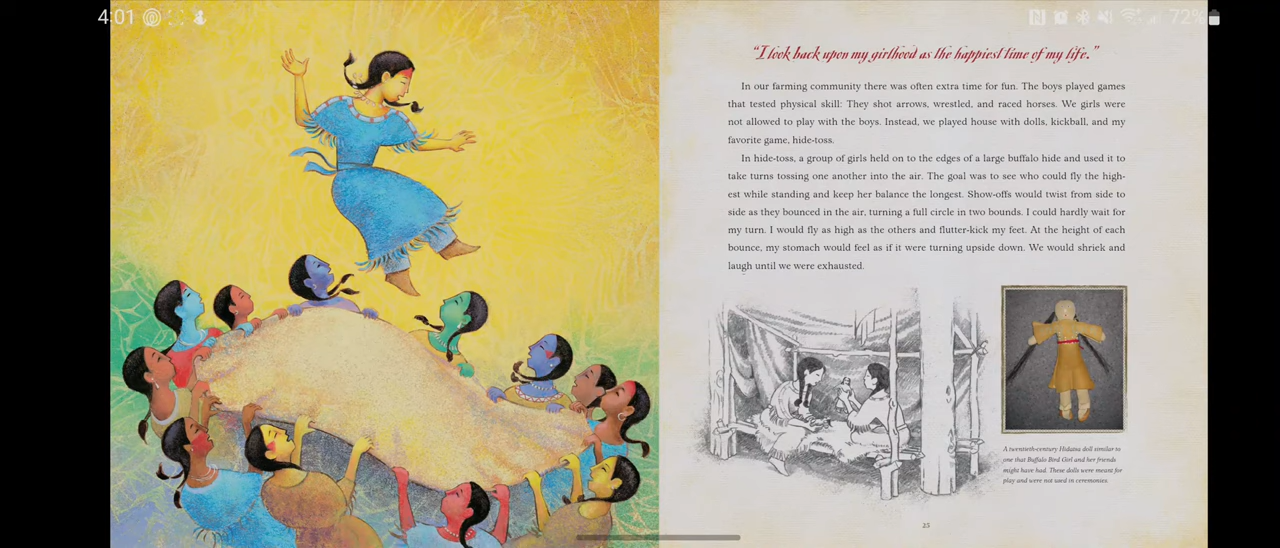 4:01
72%
“I look back upon my girlhood as the happiest time of my life.”
In our farming community there was often extra time for fun. The boys played games
that tested physical skill: They shot arrows, wrestled, and raced horses. We girls were
not allowed to play with the boys. Instead, we played house with dolls, kickball, and my
favorite game, hide-toss.
In hide-toss, a group of girls held on to the edges of a large buffalo hide and used it to
take turns tossing one another into the air. The goal was to see who could fly the high-
est while standing and keep her balance the longest. Show-offs would twist from side to
side as they bounced in the air, turning a full circle in two bounds. I could hardly wait for
my turn. I would fly as high as the others and flutter-kick my feet. At the height of each
bounce, my stomach would feel as if it were turning upside down. We would shriek and
laugh until we were exhausted.
A twentieth-century Hidatsa doll similar to
one that Buffalo Bird Girl and her friends
might have had. These dolls were meant for
play and were not used in ceremonies.
25